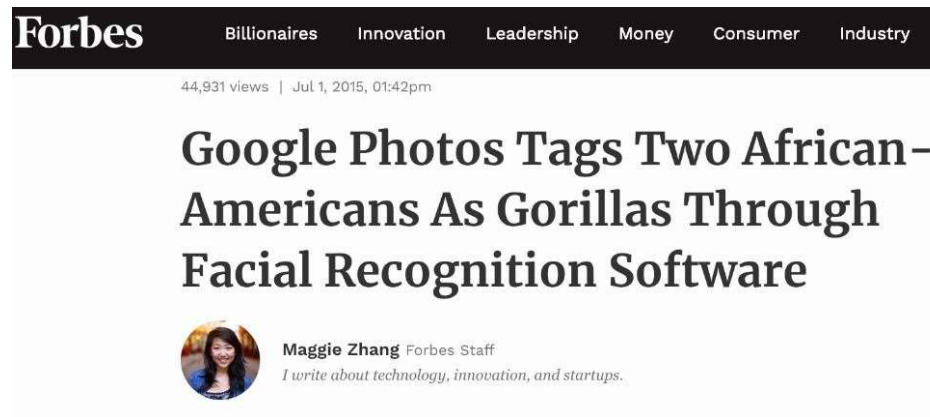 Forbes Billionaires Innovation Leadership Money Consumer Industry
44,931 views | Jul 1, 2015, 01:42pm
Google Photos Tags Two African-
Americans As Gorillas Through
Facial Recognition Software
Maggie Zhang Forbes Staff
I write about technology, innovation, and startups.